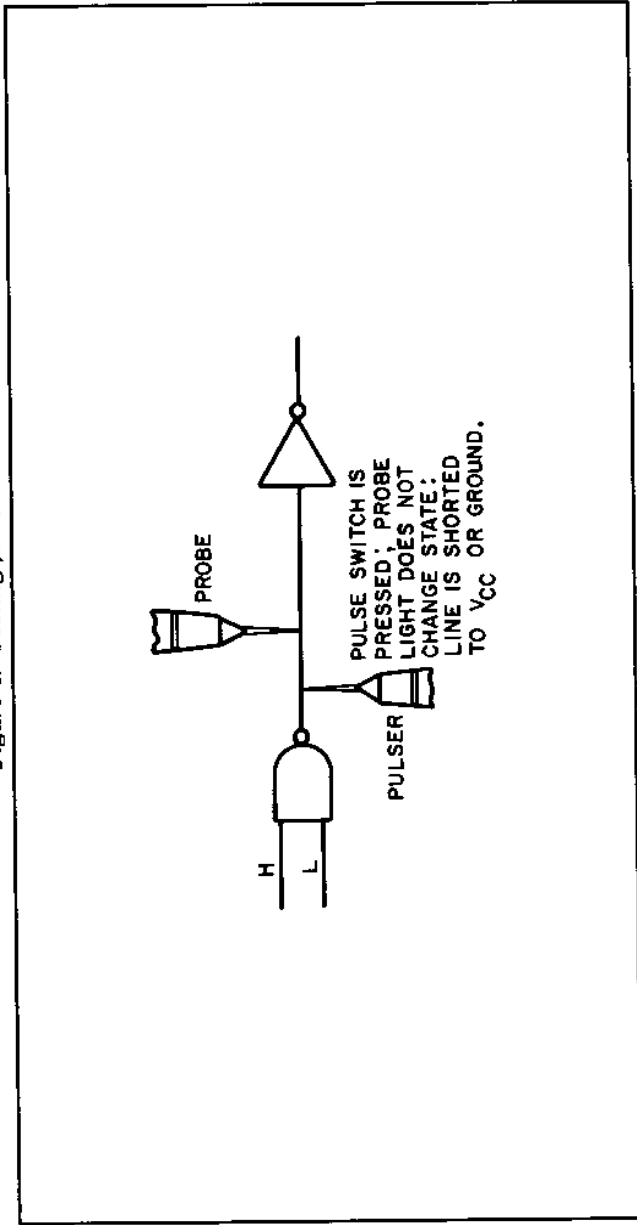 PROBE
H
L
PULSER
PULSE SWITCH IS
PRESSED; PROBE
LIGHT DOES NOT
CHANGE STATE:
LINE IS SHORTED
TO VCC OR GROUND.